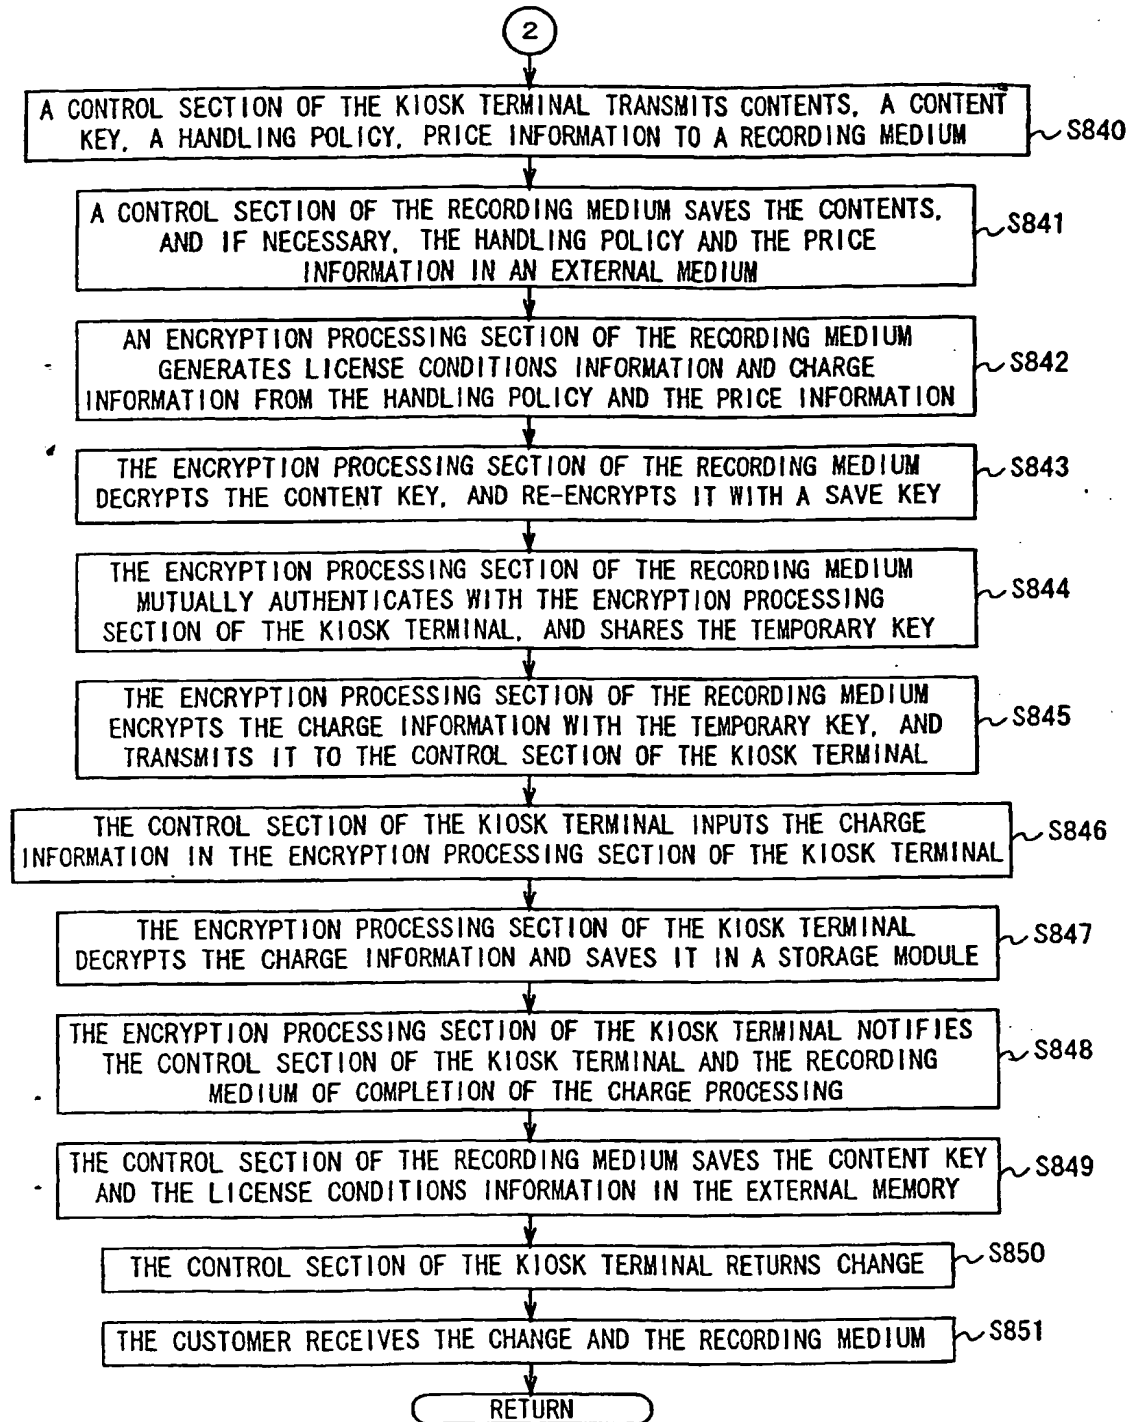 2
A CONTROL SECTION OF THE KIOSK TERMINAL TRANSMITS CONTENTS, A CONTENT
KEY, A HANDLING POLICY, PRICE INFORMATION TO A RECORDING MEDIUM
S840
A CONTROL SECTION OF THE RECORDING MEDIUM SAVES THE CONTENTS,
AND IF NECESSARY, THE HANDLING POLICY AND THE PRICE
INFORMATION IN AN EXTERNAL MEDIUM
S841
AN ENCRYPTION PROCESSING SECTION OF THE RECORDING MEDIUM
GENERATES LICENSE CONDITIONS INFORMATION AND CHARGE
INFORMATION FROM THE HANDLING POLICY AND THE PRICE INFORMATION
S842
THE ENCRYPTION PROCESSING SECTION OF THE RECORDING MEDIUM
DECRYPTS THE CONTENT KEY, AND RE-ENCRYPTS IT WITH A SAVE KEY
S843
THE ENCRYPTION PROCESSING SECTION OF THE RECORDING MEDIUM
MUTUALLY AUTHENTICATES WITH THE ENCRYPTION PROCESSING
SECTION OF THE KIOSK TERMINAL, AND SHARES THE TEMPORARY KEY
S844
THE ENCRYPTION PROCESSING SECTION OF THE RECORDING MEDIUM
ENCRYPTS THE CHARGE INFORMATION WITH THE TEMPORARY KEY, AND
TRANSMITS IT TO THE CONTROL SECTION OF THE KIOSK TERMINAL
S845
THE CONTROL SECTION OF THE KIOSK TERMINAL INPUTS THE CHARGE
INFORMATION IN THE ENCRYPTION PROCESSING SECTION OF THE KIOSK TERMINAL
S846
THE ENCRYPTION PROCESSING SECTION OF THE KIOSK TERMINAL
DECRYPTS THE CHARGE INFORMATION AND SAVES IT IN A STORAGE MODULE
S847
THE ENCRYPTION PROCESSING SECTION OF THE KIOSK TERMINAL NOTIFIES
THE CONTROL SECTION OF THE KIOSK TERMINAL AND THE RECORDING
MEDIUM OF COMPLETION OF THE CHARGE PROCESSING
S848
THE CONTROL SECTION OF THE RECORDING MEDIUM SAVES THE CONTENT KEY
AND THE LICENSE CONDITIONS INFORMATION IN THE EXTERNAL MEMORY
S849
THE CONTROL SECTION OF THE KIOSK TERMINAL RETURNS CHANGE
S850
THE CUSTOMER RECEIVES THE CHANGE AND THE RECORDING MEDIUM
S851
RETURN